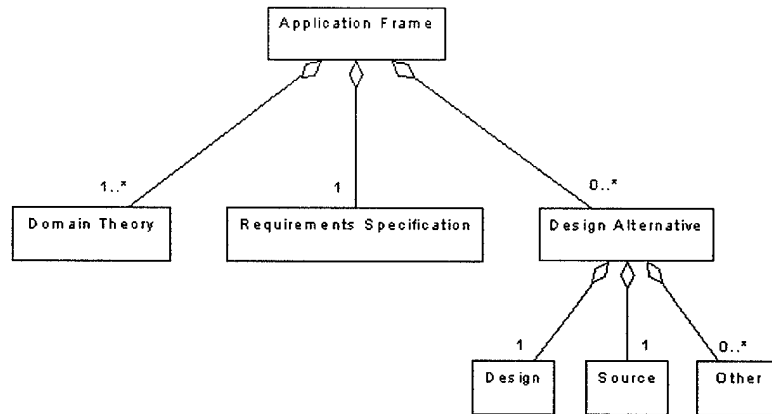 Application Frame
1..*
1
0..*
Domain Theory
Requirements Specification
Design Alternative
1
1
0..*
Design
Source
Other